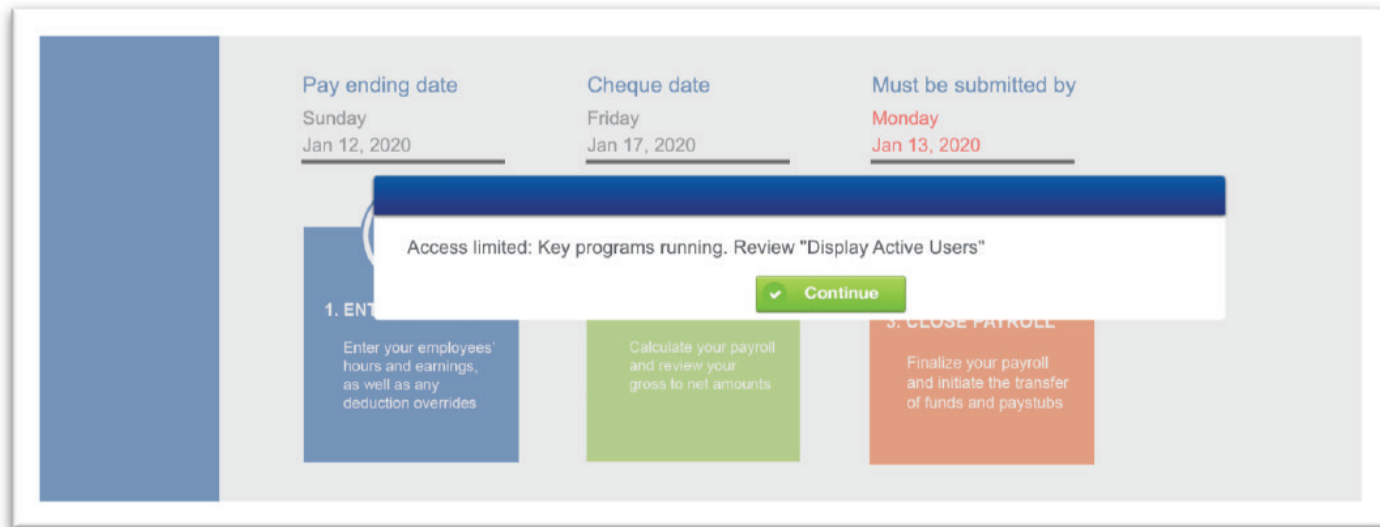 Pay ending date
Sunday
Jan 12, 2020
Cheque date
Friday
Jan 17, 2020
Must be submitted by
Monday
Jan 13, 2020
Access limited: Key programs running. Review "Display Active Users"
Continue
1. ENT
Enter your employees'
hours and earnings,
as well as any
deduction overrides
Calculate your payroll
and review your
gross to net amounts
3. CLOSE PAYROLL
Finalize your payroll
and initiate the transfer
of funds and paystubs